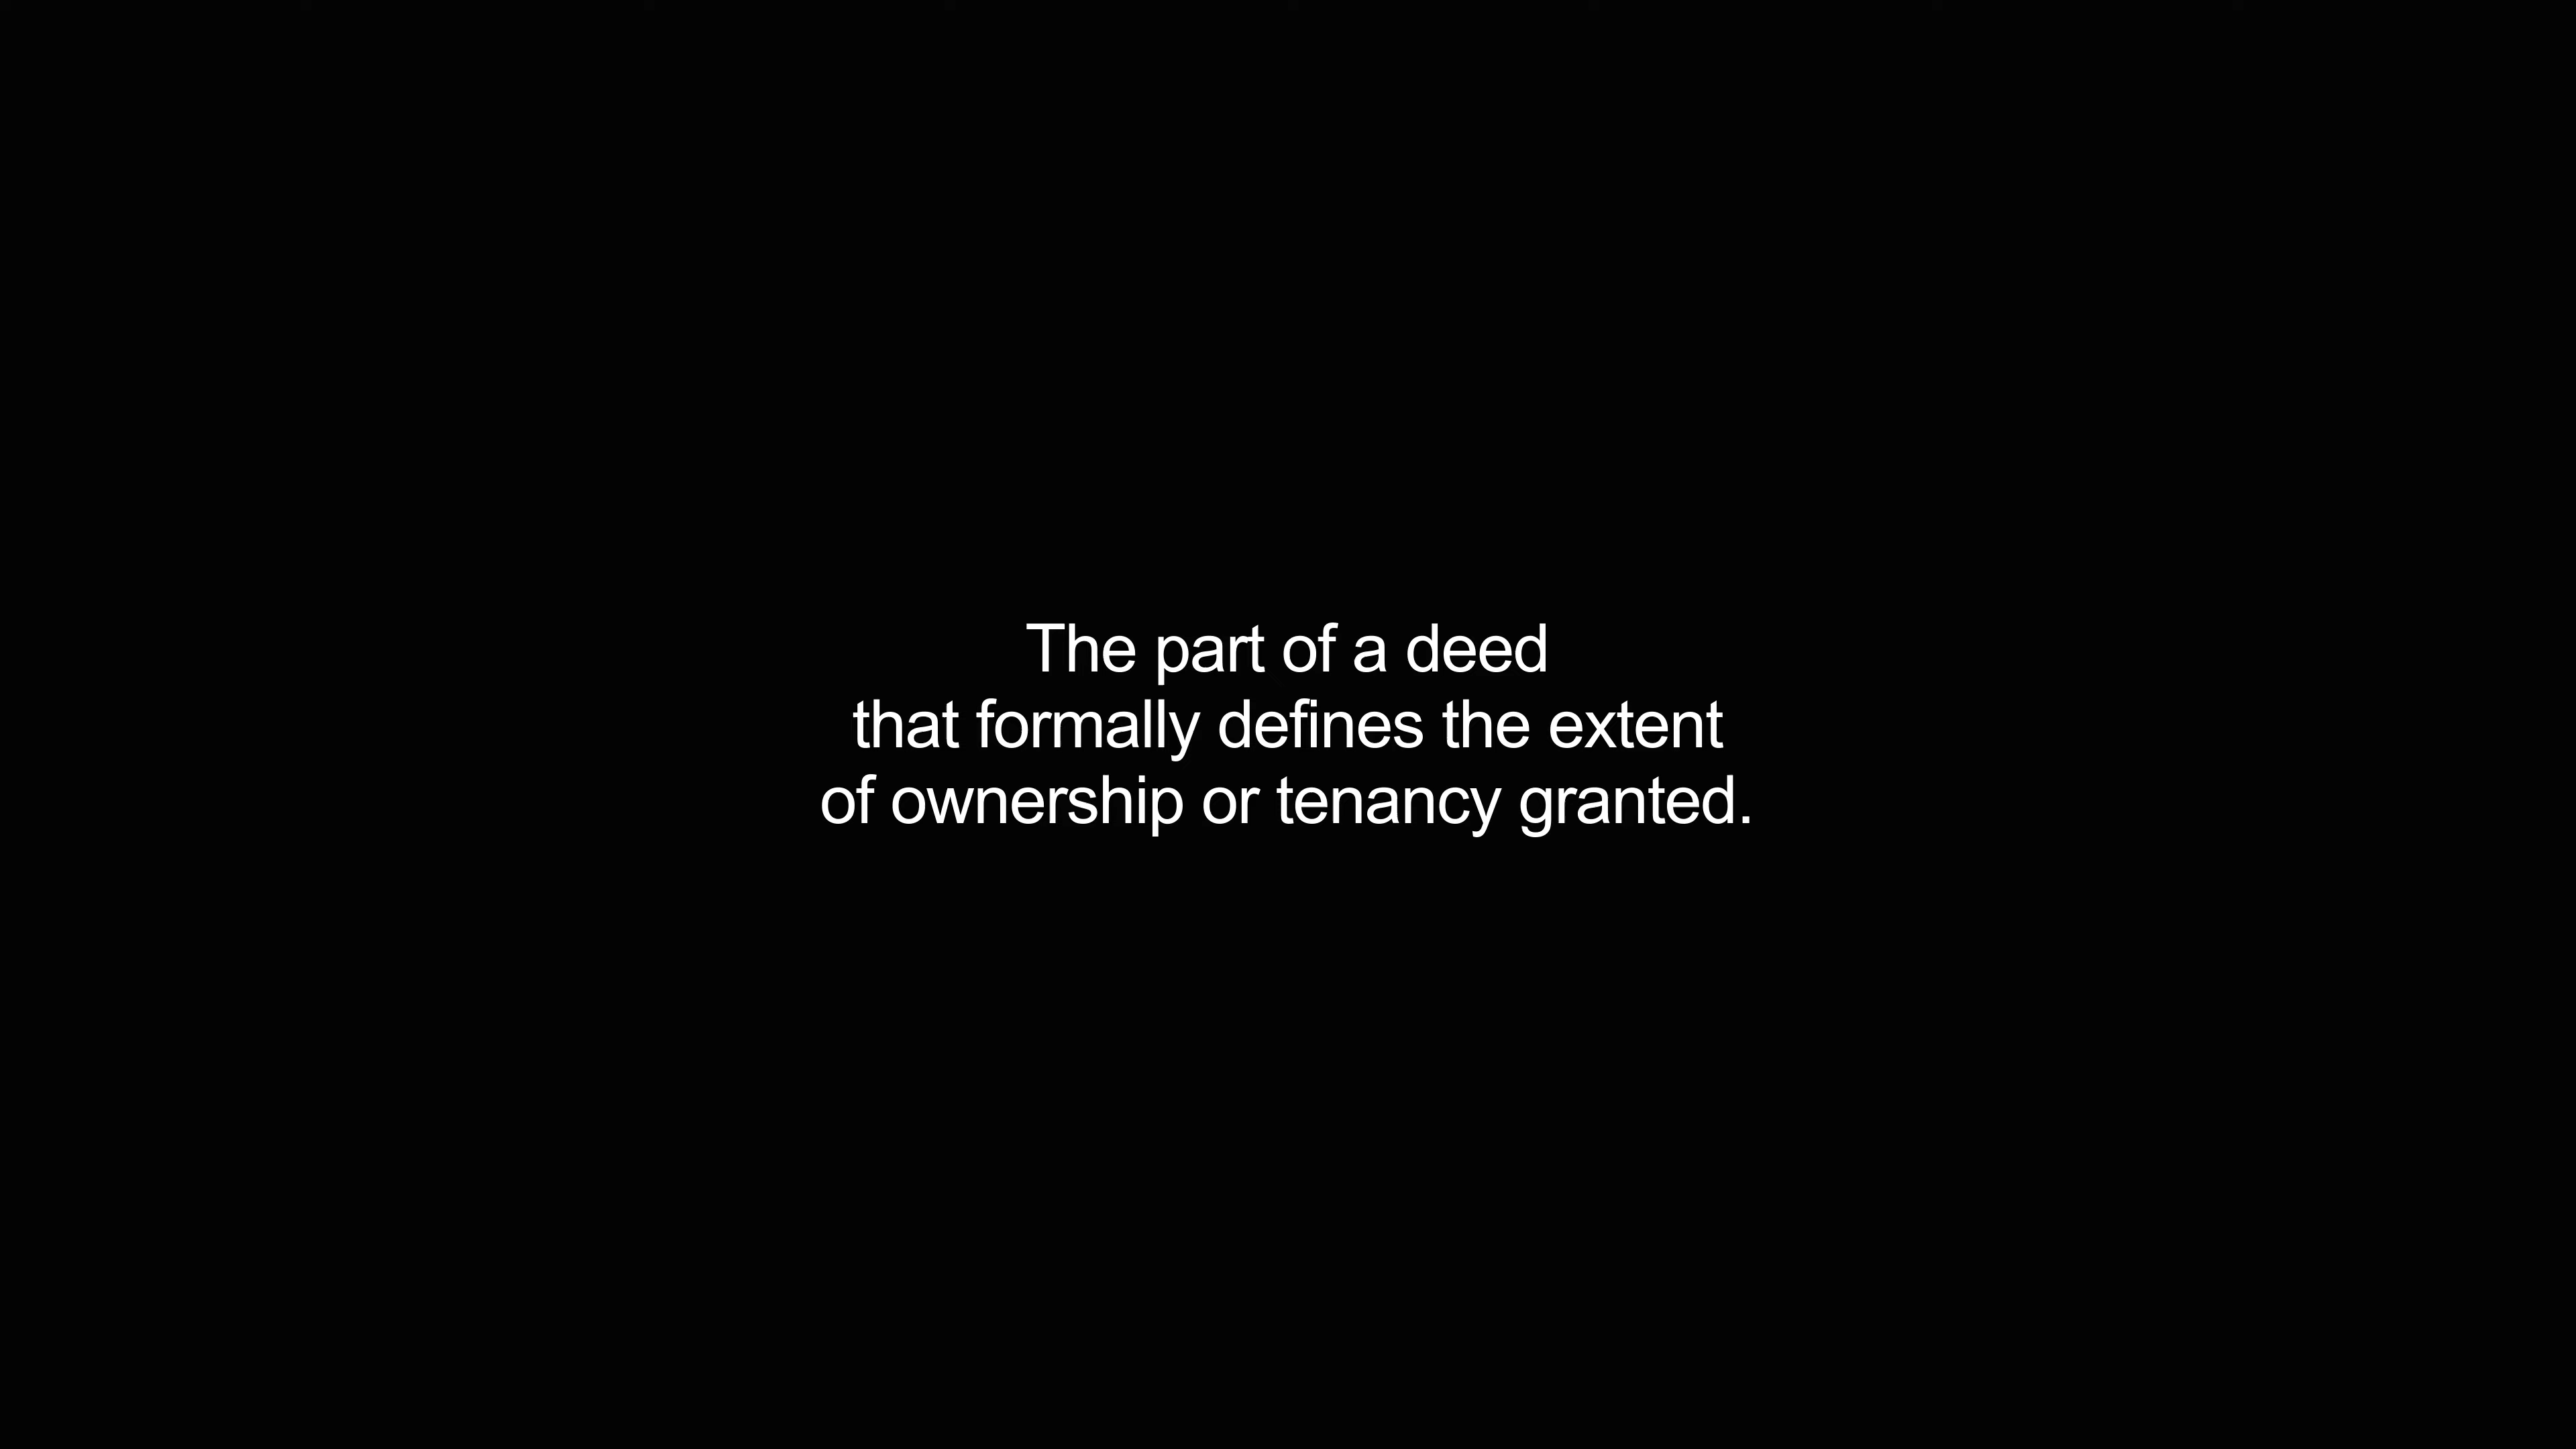 The part of a deed
that formally defines the extent
of ownership or tenancy granted.